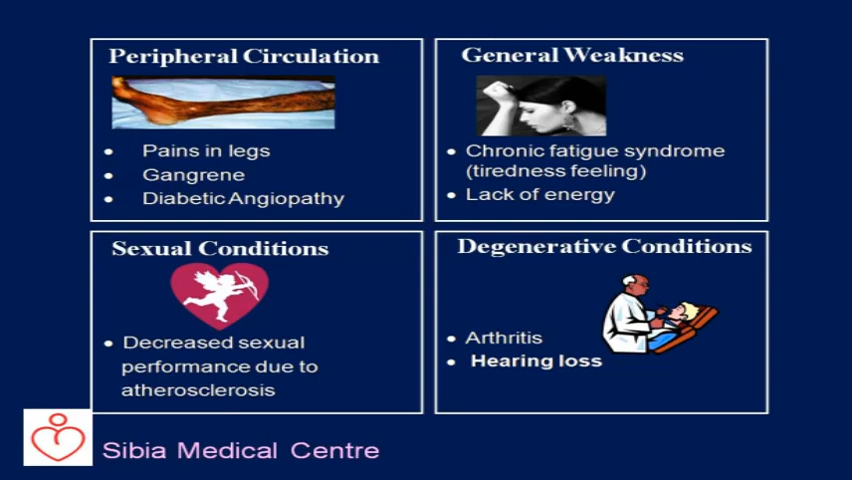 Peripheral Circulation
• Pains in legs
• Gangrene
• Diabetic Angiopathy
General Weakness
• Chronic fatigue syndrome
(tiredness feeling)
• Lack of energy
Sexual Conditions
• Decreased sexual
performance due to
atherosclerosis
Degenerative Conditions
• Arthritis
• Hearing loss
Sibia Medical Centre